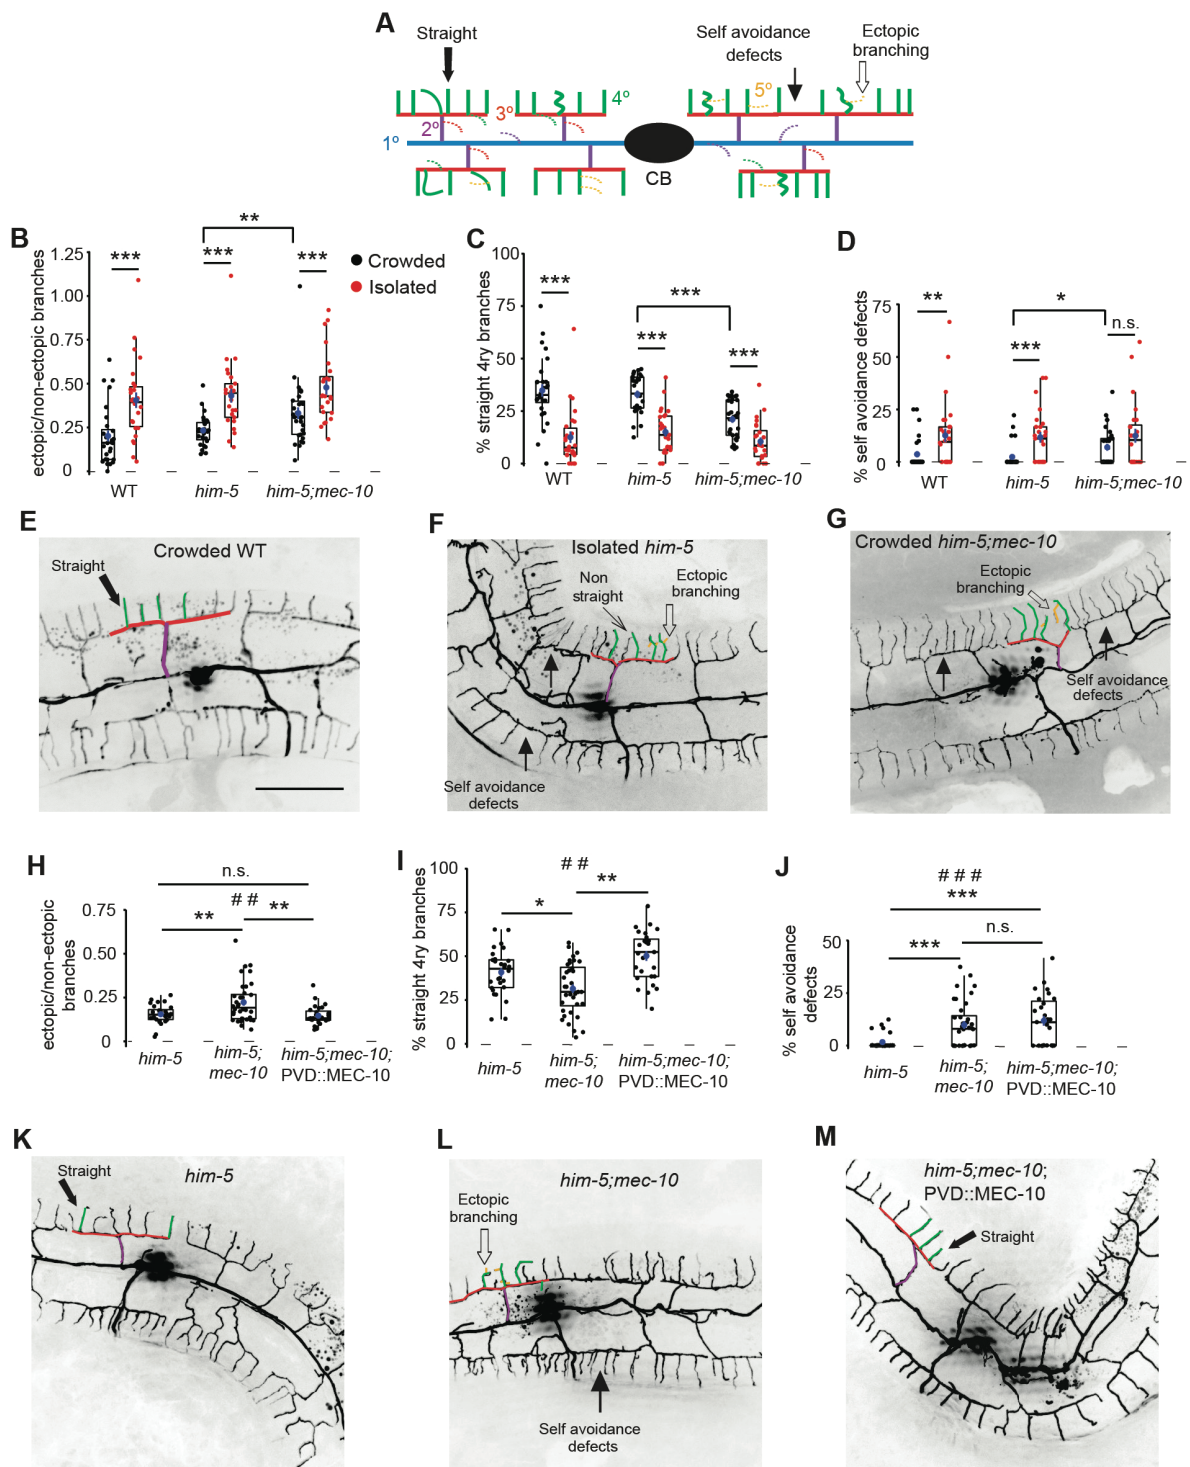 A
Straight
Self avoidance
defects
Ectopic
branching
5º
4º
3º
2º
1º
CB
B
ectopic/non-ectopic branches
1.25
1.00
0.75
0.50
0.25
0
***
***
**
***
Crowded
Isolated
WT
him-5
him-5;mec-10
C
% straight 4ry branches
100
50
25
0
***
***
***
***
WT
him-5
him-5;mec-10
D
% self avoidance defects
75
50
25
0
**
***
*
n.s.
WT
him-5
him-5;mec-10
E
Crowded WT
Straight
F
Isolated him-5
Non
straight
Ectopic
branching
Self avoidance
defects
G
Crowded him-5;mec-10
Ectopic
branching
Self avoidance
defects
H
ectopic/non-ectopic
branches
0.75
0.50
0.25
0
n.s.
# #
**
**
him-5
him-5;
mec-10
him-5;mec-10;
PVD::MEC-10
I
% straight 4ry branches
100
75
50
25
0
# #
*
**
him-5
him-5;
mec-10
him-5;mec-10;
PVD::MEC-10
J
% self avoidance
defects
50
25
0
# # #
***
***
n.s.
him-5
him-5;
mec-10
him-5;mec-10;
PVD::MEC-10
K
him-5
Straight
L
him-5;mec-10
Ectopic
branching
Self avoidance
defects
M
him-5;mec-10;
PVD::MEC-10
Straight